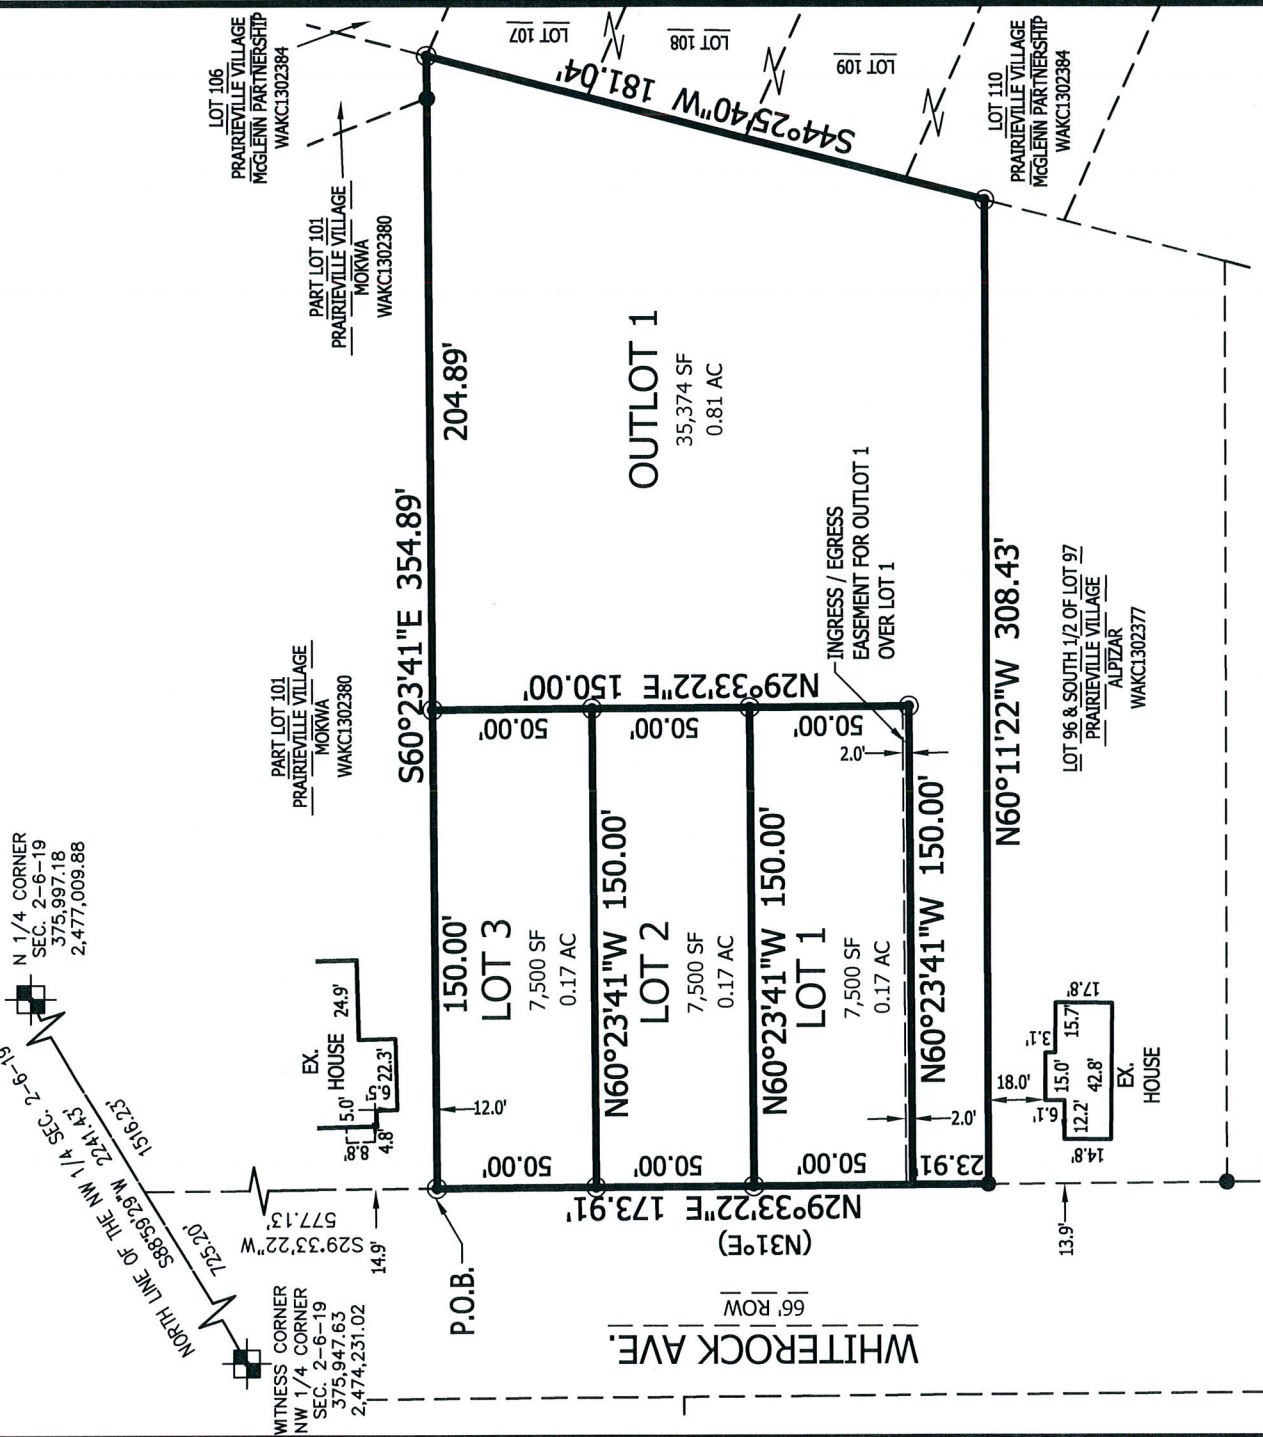 LOT 106
PRAIRIEVILLE VILLAGE
McGLENN PARTNERSHIP
WAKC1302384
LOT 107
LOT 108
LOT 109
LOT 110
PRAIRIEVILLE VILLAGE
McGLENN PARTNERSHIP
WAKC1302384
PART LOT 101
PRAIRIEVILLE VILLAGE
MOKWA
WAKC1302380
S44°25'40"W 181.04'
204.89'
S60°23'41"E 354.89'
OUTLOT 1
35,374 SF
0.81 AC
INGRESS / EGRESS
EASEMENT FOR OUTLOT 1
OVER LOT 1
PART LOT 101
PRAIRIEVILLE VILLAGE
MOKWA
WAKC1302380
N29°33'22"E 150.00'
50.00'
50.00'
50.00'
2.0'
N60°11'22"W 308.43'
LOT 96 & SOUTH 1/2 OF LOT 97
PRAIRIEVILLE VILLAGE
ALPIZAR
WAKC1302377
N 1/4 CORNER
SEC. 2-6-19
375,997.18
2,477,009.88
NORTH LINE OF THE NW 1/4 SEC. 2-6-19
S88°59'29"W 2241.43'
725.20'
1516.23'
WITNESS CORNER
NW 1/4 CORNER
SEC. 2-6-19
375,947.63
2,474,231.02
S29°33'22"W
577.13'
14.9'
EX.
HOUSE
24.9'
22.3'
6.5'
5.0'
8.8'
4.8'
12.0'
150.00'
LOT 3
7,500 SF
0.17 AC
N60°23'41"W 150.00'
LOT 2
7,500 SF
0.17 AC
N60°23'41"W 150.00'
LOT 1
7,500 SF
0.17 AC
N60°23'41"W 150.00'
2.0'
50.00'
50.00'
50.00'
23.91'
N29°33'22"E 173.91'
(N31°E)
P.O.B.
18.0'
3.1'
15.7'
17.8'
15.0'
42.8'
6.1'
12.2'
14.8'
EX.
HOUSE
13.9'
66' ROW
WHITEROCK AVE.